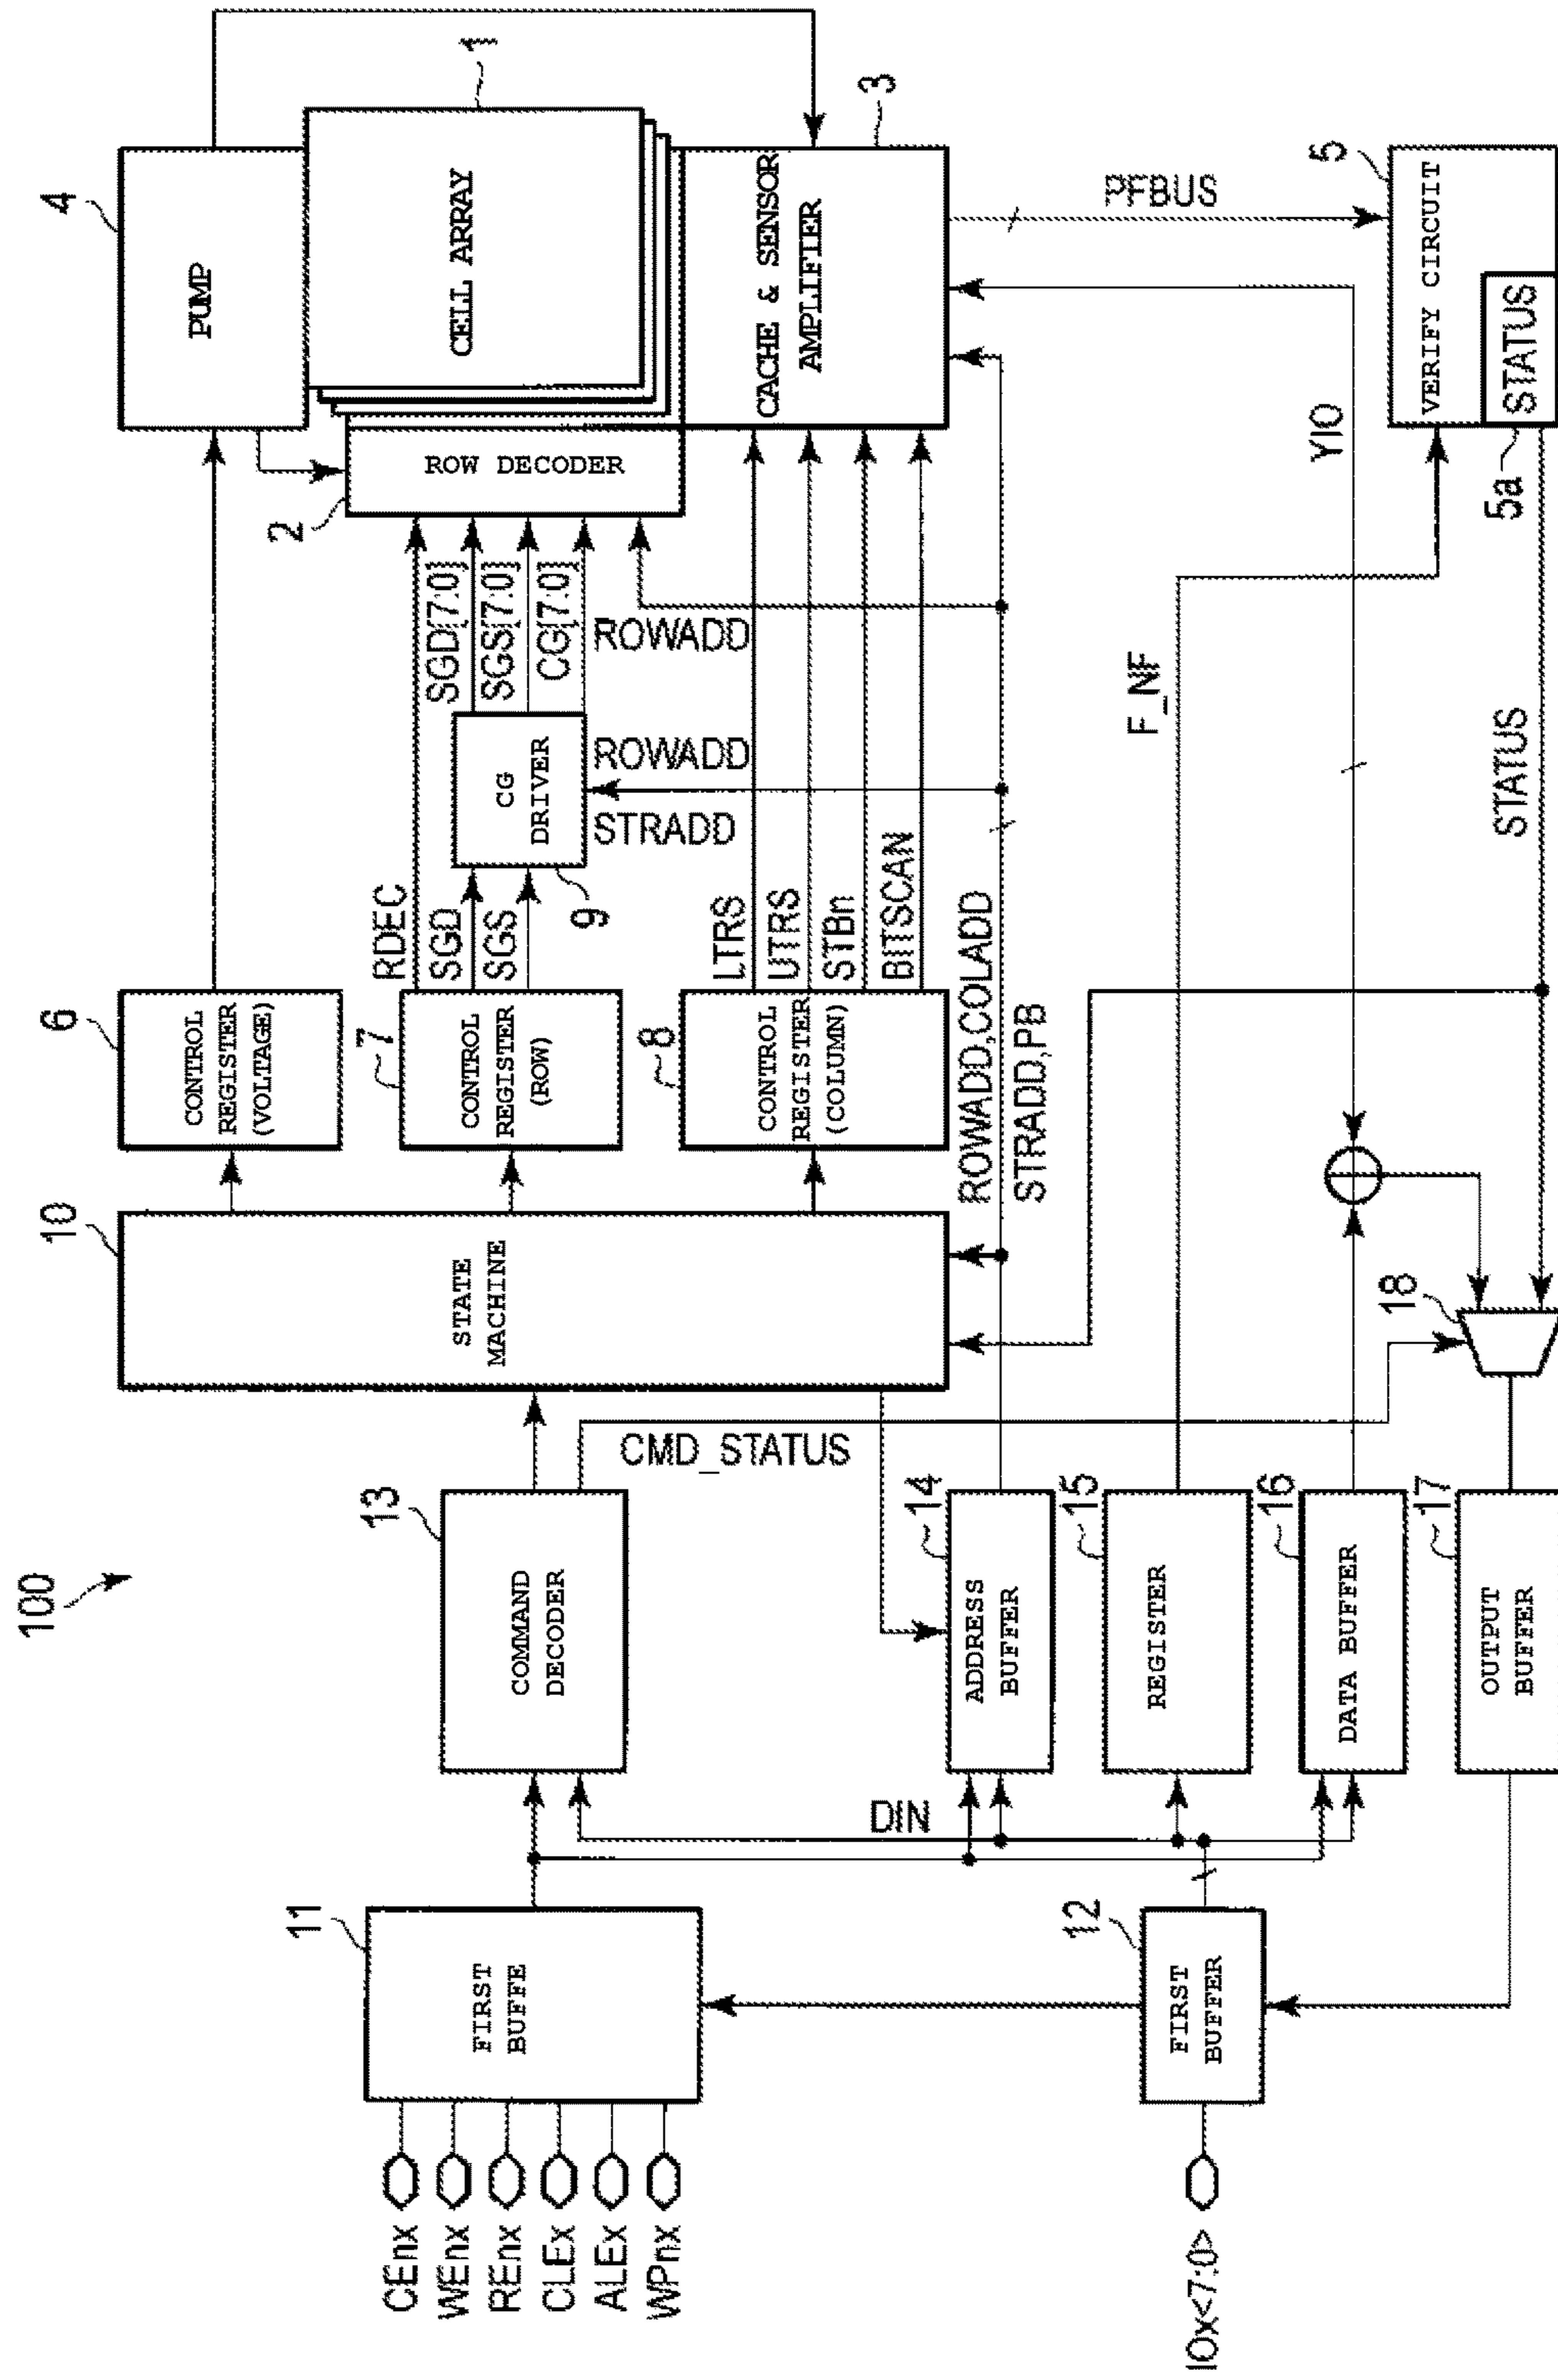 100
CEnx
WEnx
REnx
CLEx
ALEx
WPnx
IOx<7:0>
11
FIRST
BUFFE
12
FIRST
BUFFER
DIN
13
COMMAND
DECODER
CMD_STATUS
14
ADDRESS
BUFFER
15
REGISTER
16
DATA BUFFER
17
OUTPUT
BUFFER
18
10
STATE
MACHINE
6
CONTROL
REGISTER
(VOLTAGE)
7
CONTROL
REGISTER
(ROW)
8
CONTROL
REGISTER
(COLUMN)
ROWADD,COLADD
STRADD,PB
RDEC
SGD
SGS
9
CG
DRIVER
STRADD
ROWADD
SGD[7:0]
SGS[7:0]
CG[7:0]
ROWADD
LTRS
UTRS
STBn
BITSCAN
F_NF
YIO
STATUS
4
PUMP
1
CELL ARRAY
2
ROW DECODER
3
CACHE & SENSOR
AMPLIFIER
PFBUS
5
VERIFY CIRCUIT
STATUS
5a